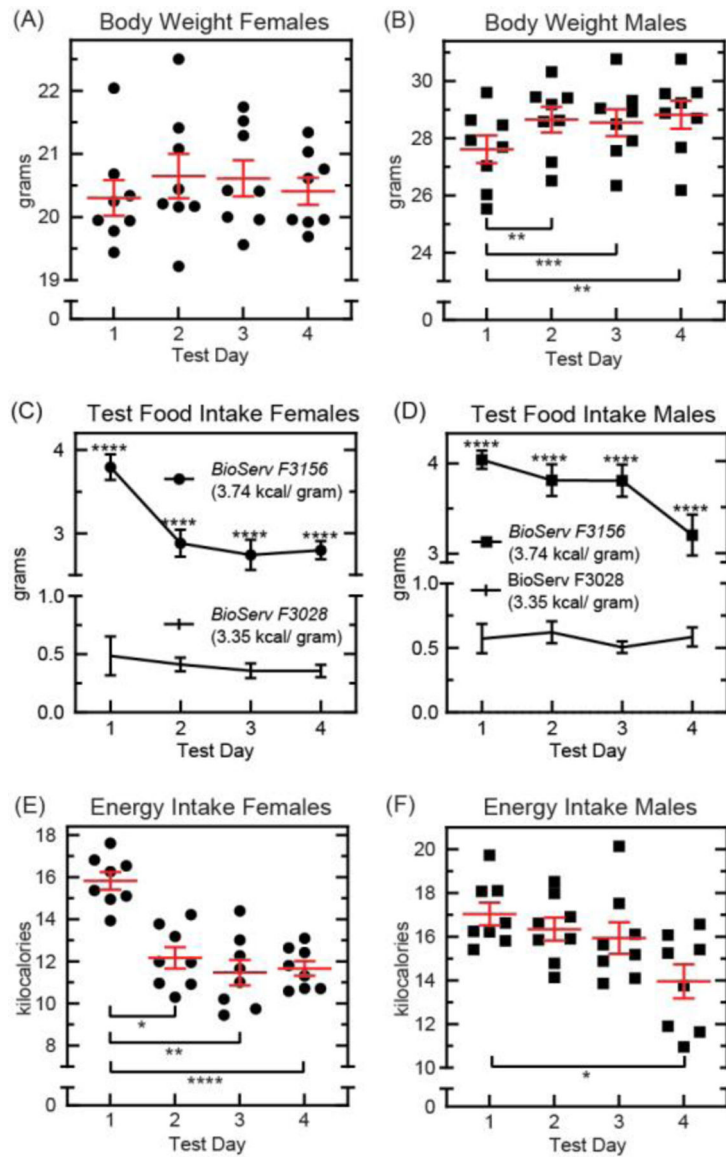 (A)
Body Weight Females
grams
22
21
20
19
0
1 2 3 4
Test Day
(B)
Body Weight Males
grams
30
28
26
24
0
**
***
**
1 2 3 4
Test Day
(C)
Test Food Intake Females
grams
4
3
1.0
0.5
0.0
****
****
****
****
BioServ F3156
(3.74 kcal/ gram)
BioServ F3028
(3.35 kcal/ gram)
1 2 3 4
Test Day
(D)
Test Food Intake Males
grams
4
3
1.0
0.5
0.0
****
****
****
****
BioServ F3156
(3.74 kcal/ gram)
BioServ F3028
(3.35 kcal/ gram)
1 2 3 4
Test Day
(E)
Energy Intake Females
kilocalories
18
16
14
12
10
8
0
*
**
****
1 2 3 4
Test Day
(F)
Energy Intake Males
kilocalories
20
18
16
14
12
10
0
*
1 2 3 4
Test Day